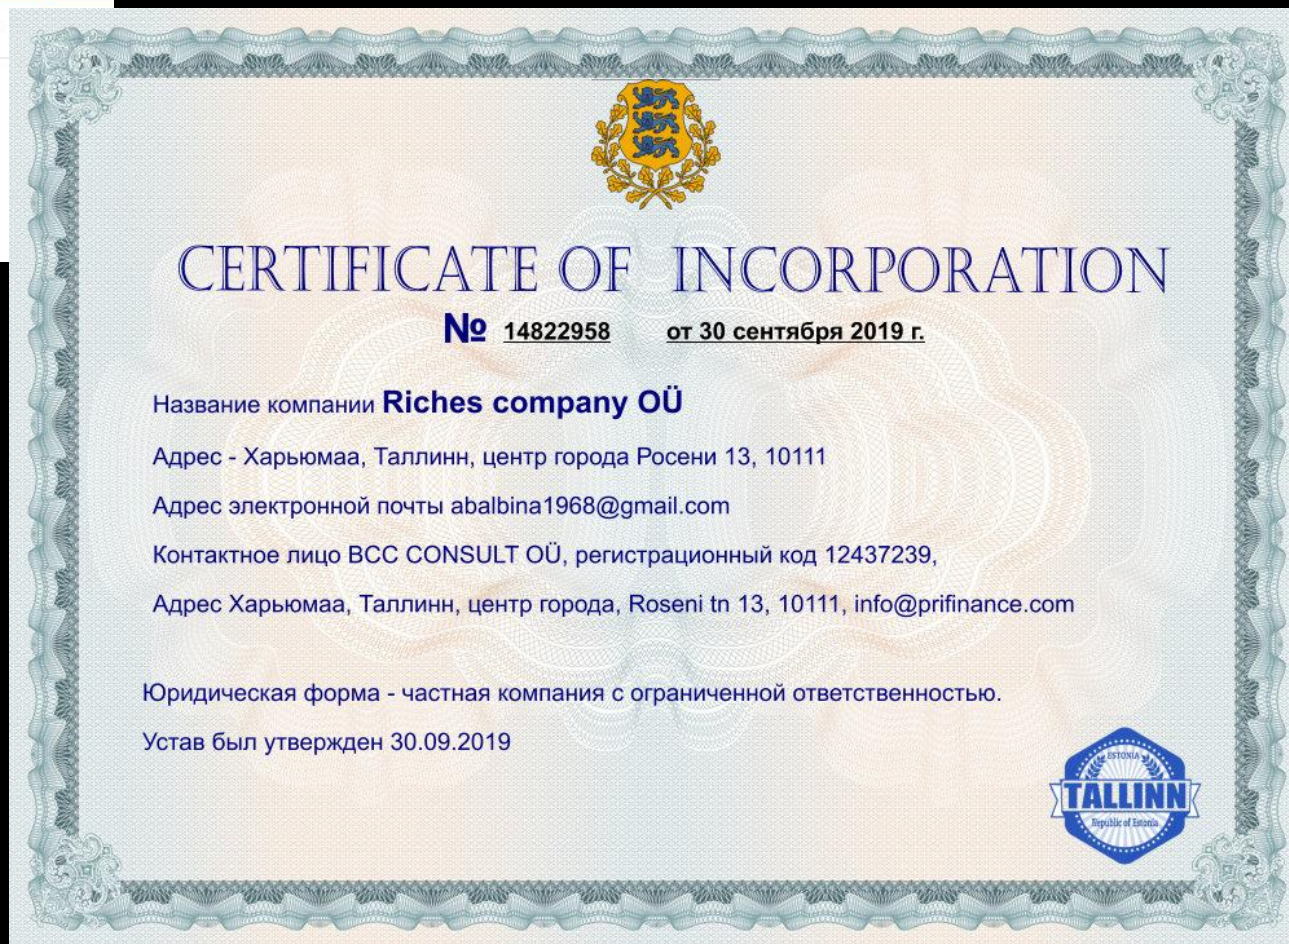 CERTIFICATE OF INCORPORATION
№ 14822958 от 30 сентября 2019 г.
Название компании Riches company OÜ
Адрес - Харьюмаа, Таллинн, центр города Росени 13, 10111
Адрес электронной почты abalbina1968@gmail.com
Контактное лицо BCC CONSULT OÜ, регистрационный код 12437239,
Адрес Харьюмаа, Таллинн, центр города, Roseni tn 13, 10111, info@prifinance.com
Юридическая форма - частная компания с ограниченной ответственностью.
Устав был утвержден 30.09.2019
ESTONIA
TALLINN
Republic of Estonia